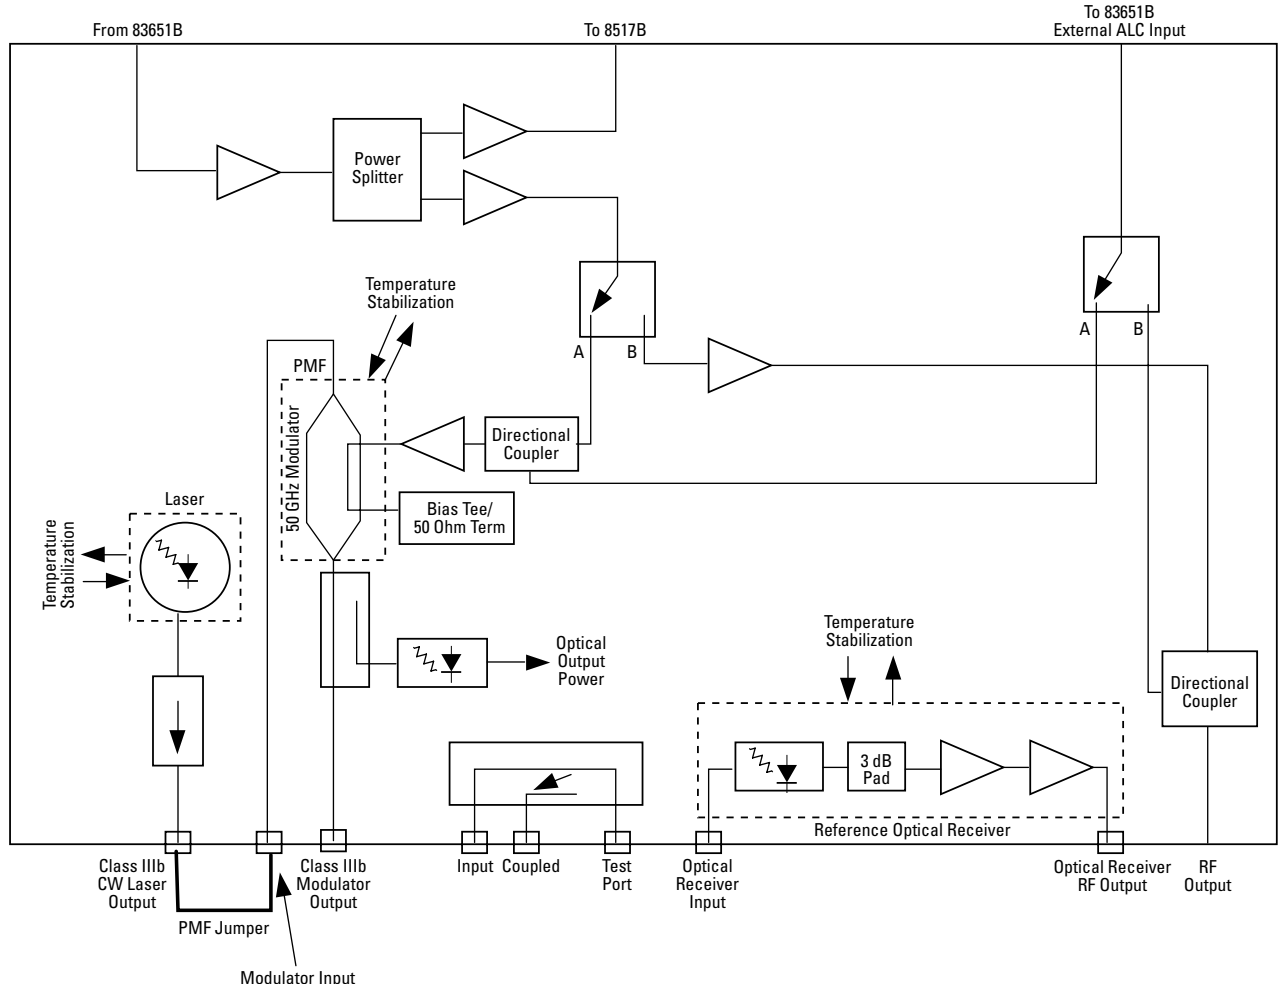 From 83651B
To 8517B
To 83651B
External ALC Input
Power
Splitter
Temperature
Stabilization
A
B
A
B
PMF
50 GHz Modulator
Directional
Coupler
Bias Tee/
50 Ohm Term
Laser
Temperature
Stabilization
Optical
Output
Power
Temperature
Stabilization
Directional
Coupler
3 dB
Pad
Reference Optical Receiver
Class IIIb
CW Laser
Output
Class IIIb
Modulator
Output
Input
Coupled
Test
Port
Optical
Receiver
Input
Optical Receiver
RF Output
RF
Output
PMF Jumper
Modulator Input